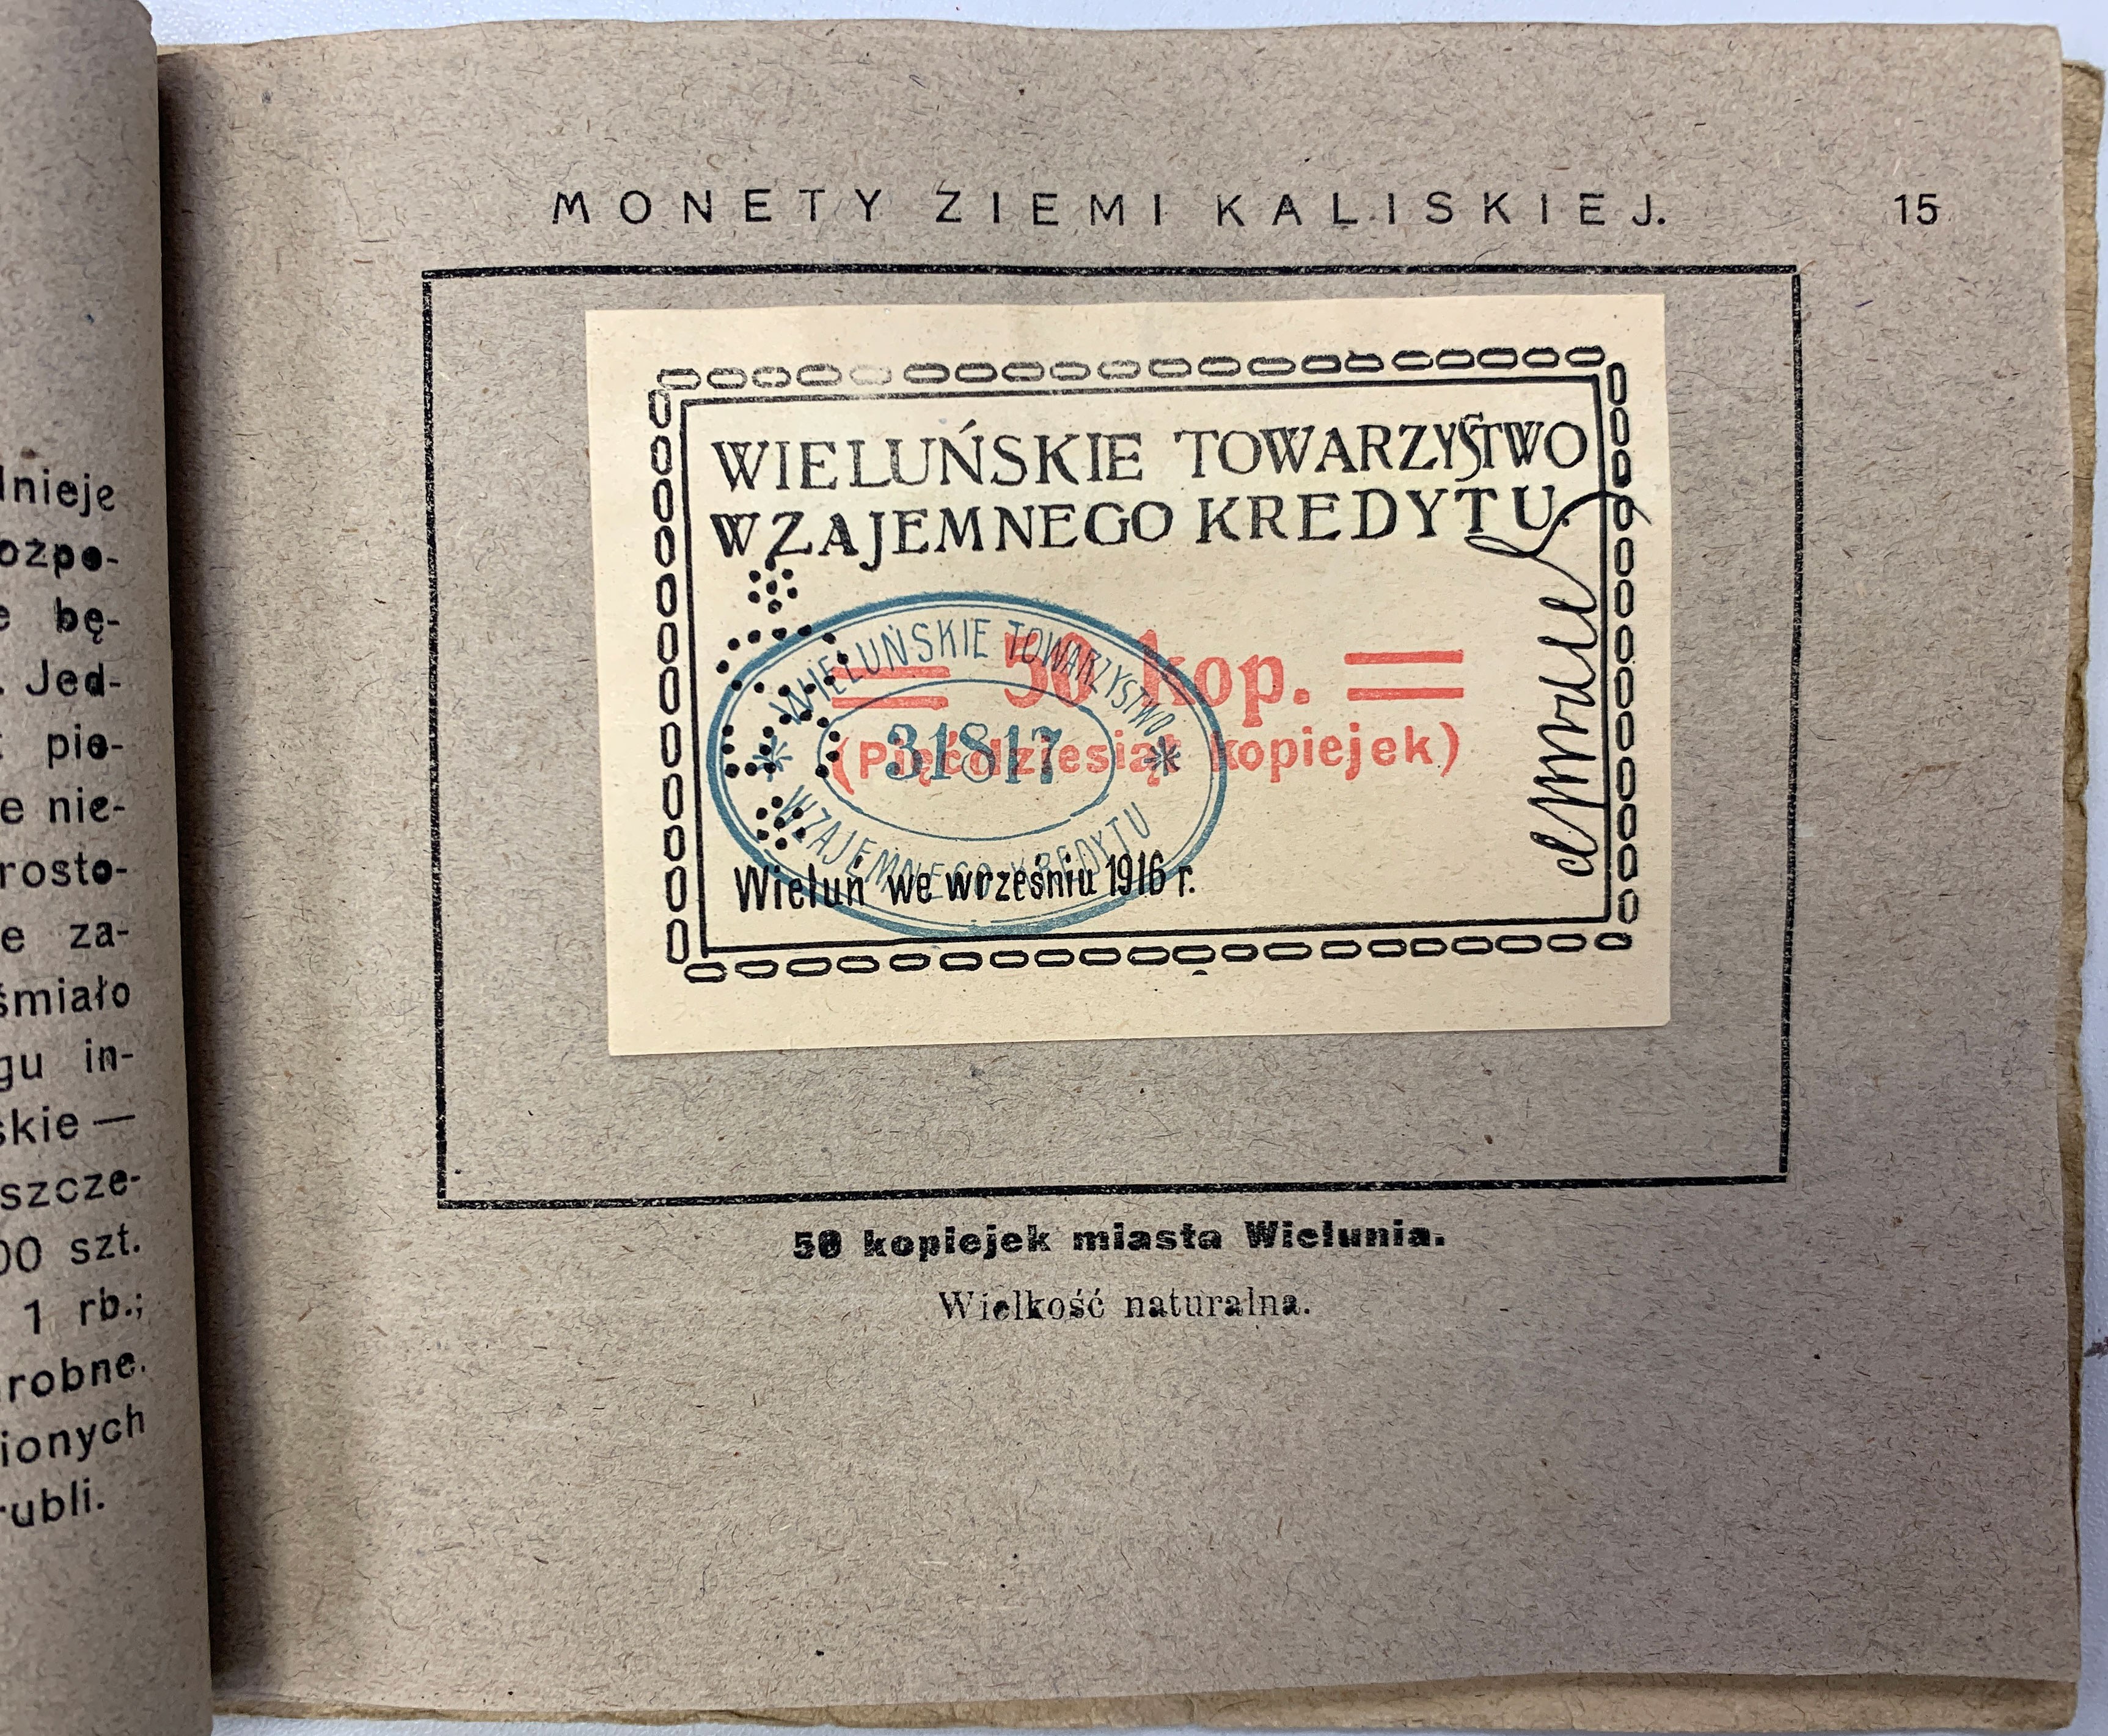 MONETY ZIEMI KALISKIEJ. 15
WIELUŃSKIE TOWARZYSTWO
WZAJEMNEGO KREDYTU.
50 kop.
(Pięćdziesiąt kopiejek)
WIELUŃSKIE TOWARZYSTWO
31817
WZAJEMNEGO KREDYTU
Wieluń we wrześniu 1916 r.
50 kopiejek miasta Wielunia.
Wielkość naturalna.
dnieje
ozpo-
e bę-
. Jed-
pie-
e nie-
rosto-
e za-
śmiało
gu in-
skie —
szcze-
00 szt.
1 rb.;
robne.
ionych
rubli.